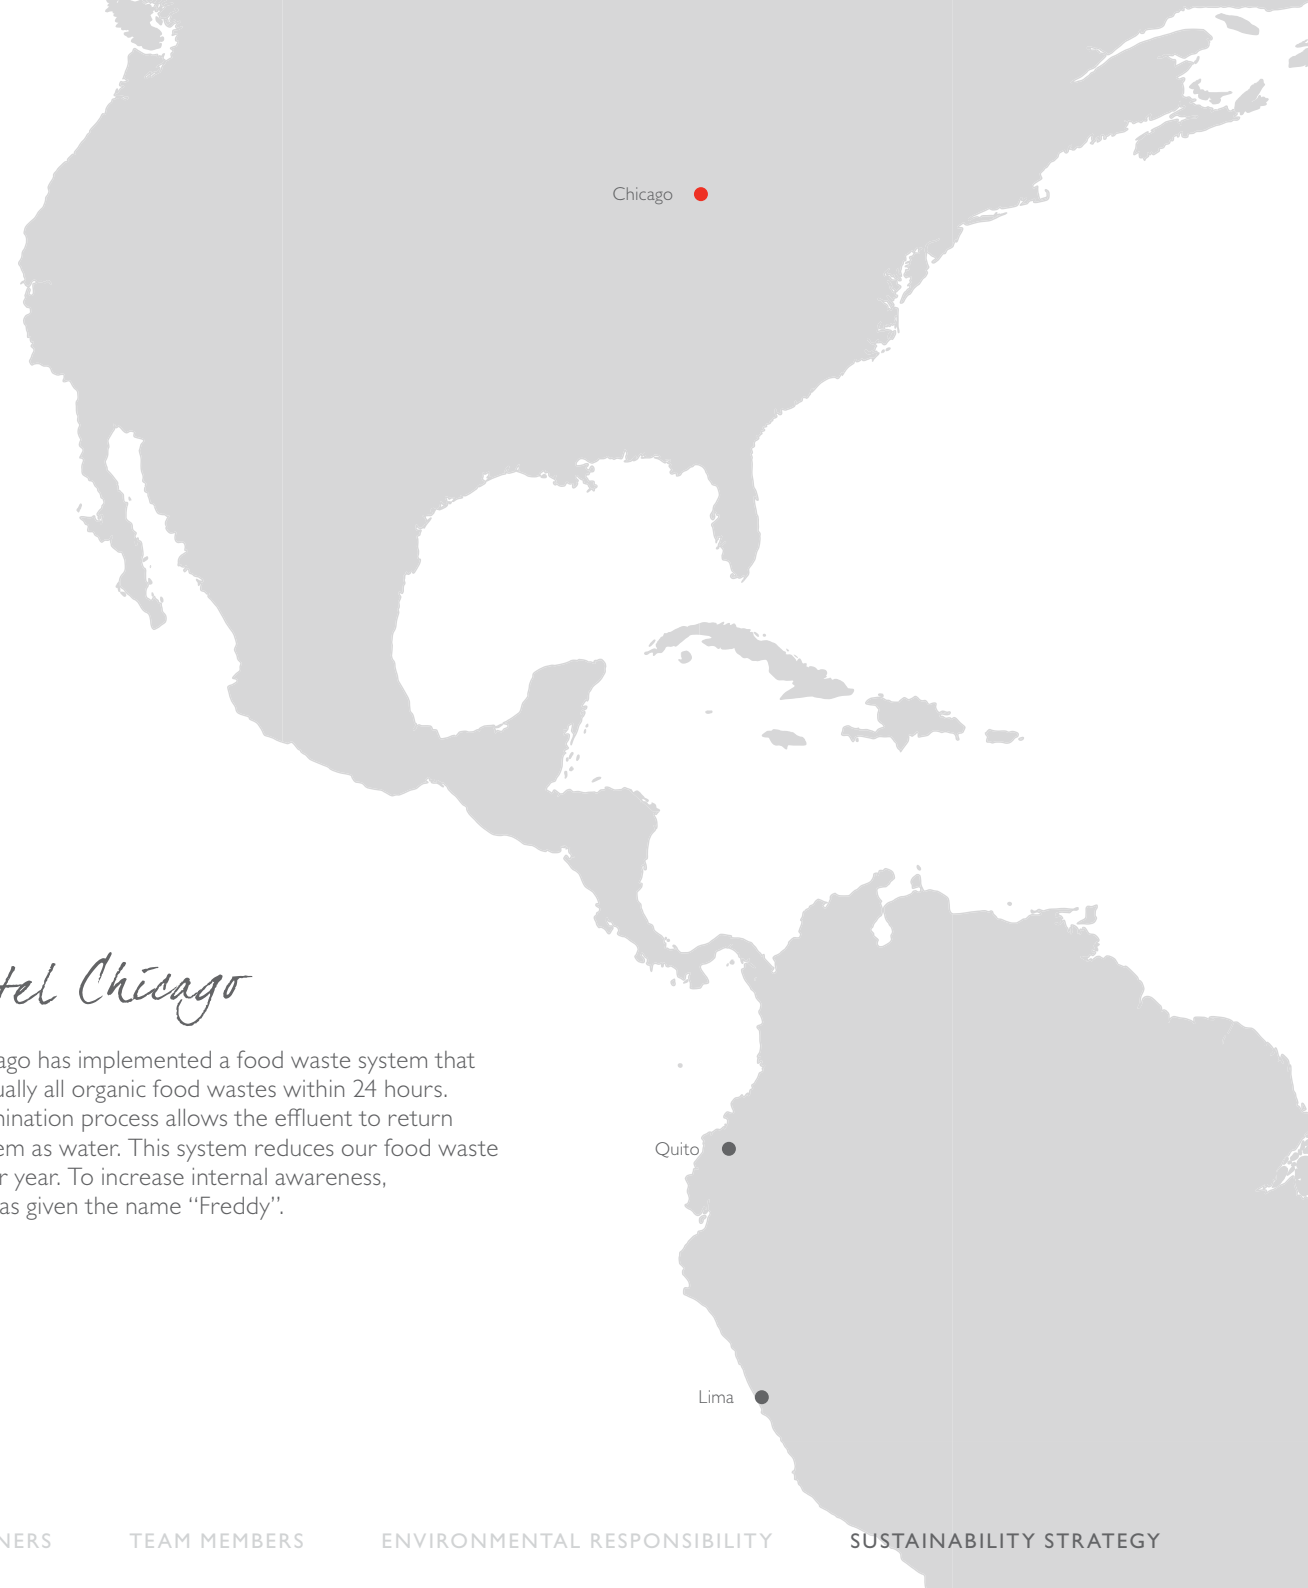 Chicago
tel Chicago
ago has implemented a food waste system that
ually all organic food wastes within 24 hours.
mination process allows the effluent to return
em as water. This system reduces our food waste
r year. To increase internal awareness,
as given the name “Freddy”.
Quito
Lima
NERS TEAM MEMBERS ENVIRONMENTAL RESPONSIBILITY SUSTAINABILITY STRATEGY